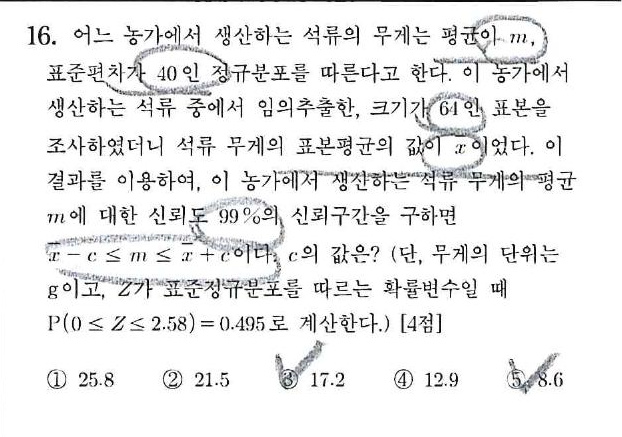 16. 어느 농가에서 생산하는 석류의 무게는 평균이 m,
표준편차가 40인 정규분포를 따른다고 한다. 이 농가에서
생산하는 석류 중에서 임의추출한, 크기가 64인 표본을
조사하였더니 석류 무게의 표본평균의 값이 x̄이었다. 이
결과를 이용하여, 이 농가에서 생산하는 석류 무게의 평균
m에 대한 신뢰도 99%의 신뢰구간을 구하면
x̄ - c ≤ m ≤ x̄ + c이다. c의 값은? (단, 무게의 단위는
g이고, Z가 표준정규분포를 따르는 확률변수일 때
P(0 ≤ Z ≤ 2.58) = 0.495로 계산한다.) [4점]
① 25.8 ② 21.5 ③ 17.2 ④ 12.9 ⑤ 8.6